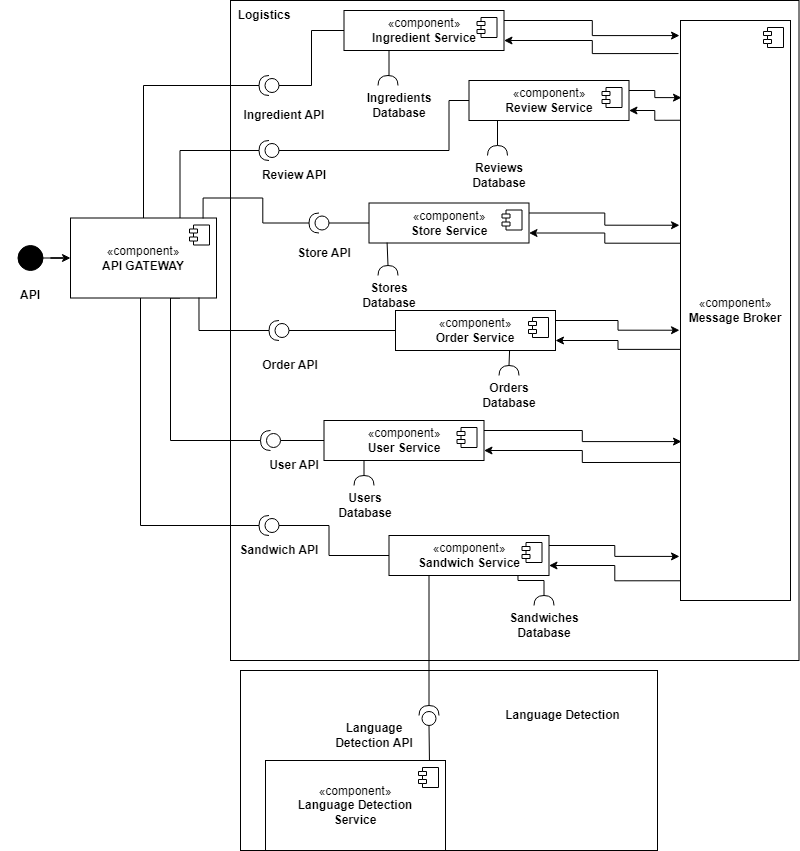 Logistics
«component»
Ingredient Service
Ingredients
Database
Ingredient API
«component»
Review Service
Reviews
Database
Review API
«component»
Store Service
Store API
Stores
Database
«component»
API GATEWAY
API
«component»
Message Broker
«component»
Order Service
Order API
Orders
Database
«component»
User Service
User API
Users
Database
«component»
Sandwich Service
Sandwich API
Sandwiches
Database
Language Detection
Language
Detection API
«component»
Language Detection
Service